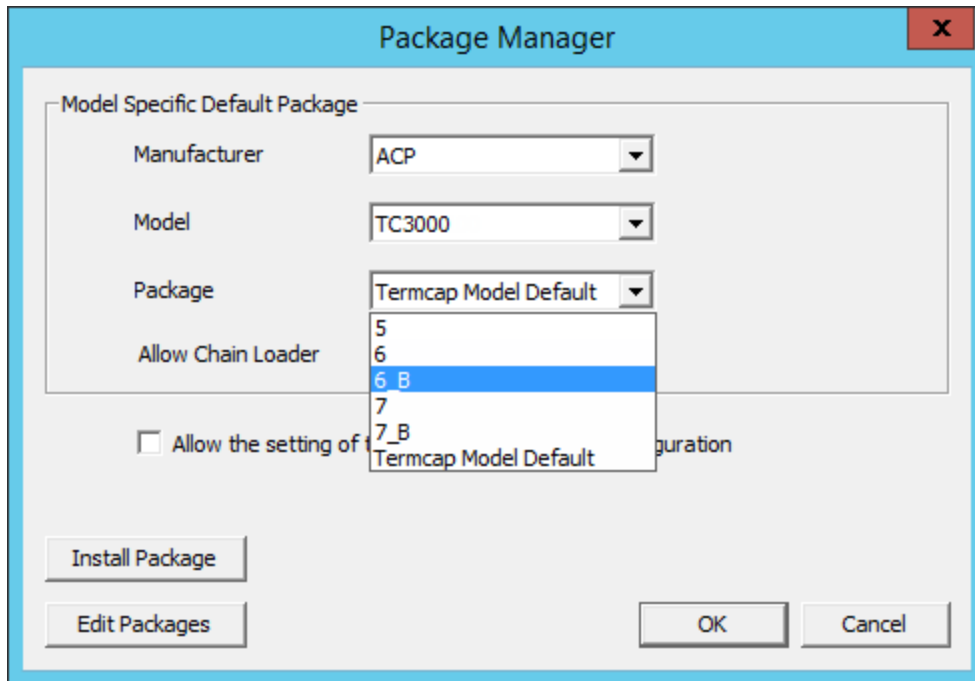 Package Manager
x
Model Specific Default Package
Manufacturer
ACP
Model
TC3000
Package
Termcap Model Default
5
Allow Chain Loader
6
6_B
7
7_B
Allow the setting of
Termcap Model Default
Install Package
Edit Packages
OK
Cancel